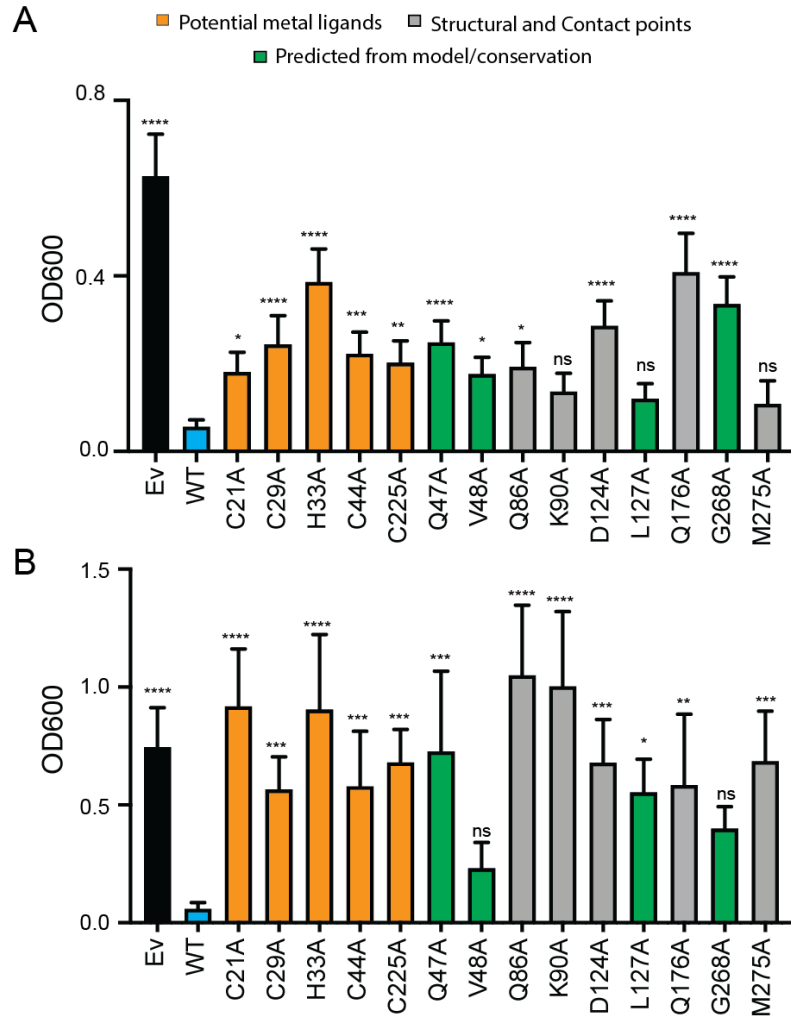 A
Potential metal ligands
Structural and Contact points
Predicted from model/conservation
OD600
0.8
0.4
0.0
**** * **** **** *** ** **** * * ns **** ns **** **** ns
Ev WT C21A C29A H33A C44A C225A Q47A V48A Q86A K90A D124A L127A Q176A G268A M275A
B
OD600
1.5
1.0
0.5
0.0
**** **** *** **** *** *** *** ns **** **** *** * ** ns ***
Ev WT C21A C29A H33A C44A C225A Q47A V48A Q86A K90A D124A L127A Q176A G268A M275A